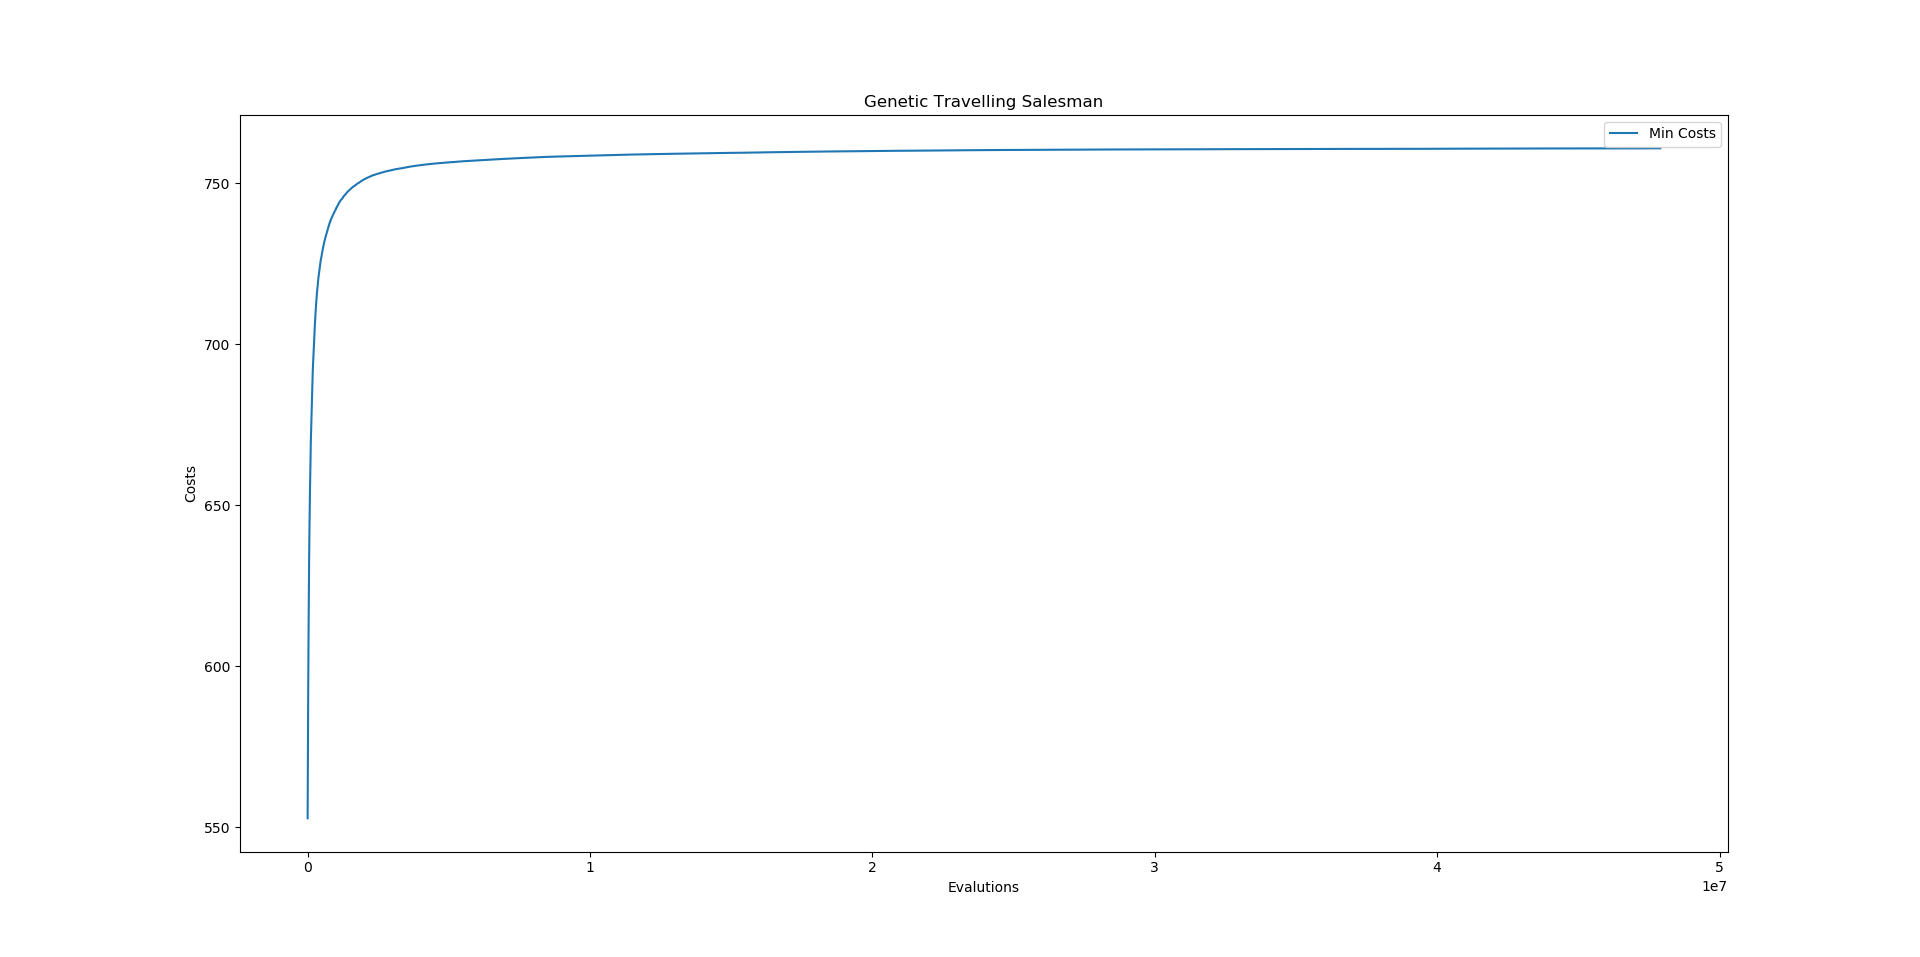 Genetic Travelling Salesman
Min Costs
750
700
650
600
550
Costs
0 1 2 3 4 5
1e7
Evalutions